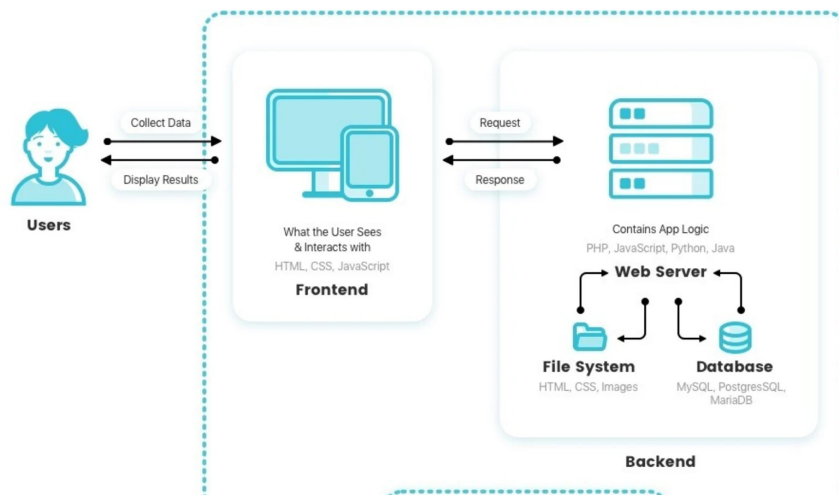 Collect Data
Display Results
Users
What the User Sees
& Interacts with
HTML, CSS, JavaScript
Frontend
Request
Response
Contains App Logic
PHP, JavaScript, Python, Java
Web Server
File System
HTML, CSS, Images
Database
MySQL, PostgresSQL,
MariaDB
Backend